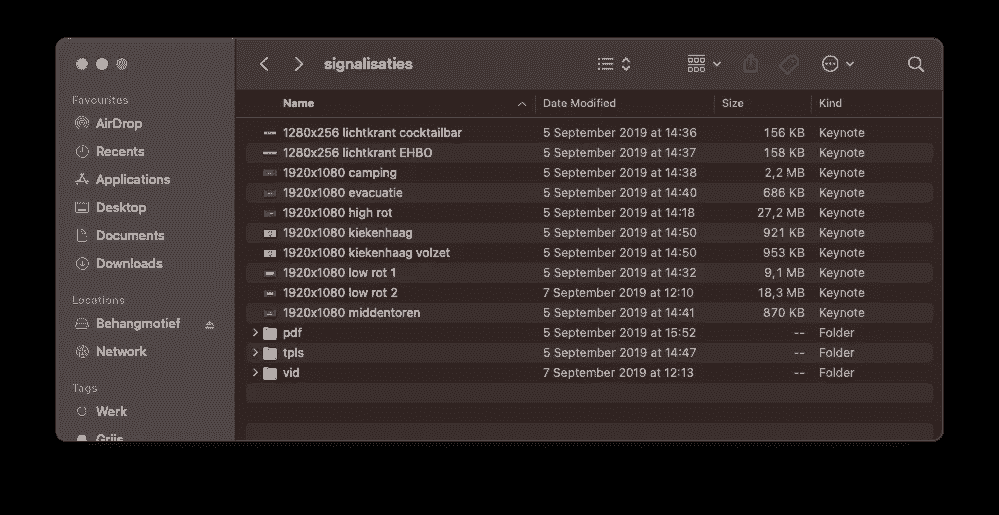 signalisaties
Favourites
AirDrop
Recents
Applications
Desktop
Documents
Downloads
Locations
Behangmotief
Network
Tags
Werk
Grijs
Name Date Modified Size Kind
1280x256 lichtkrant cocktailbar 5 September 2019 at 14:36 156 KB Keynote
1280x256 lichtkrant EHBO 5 September 2019 at 14:37 158 KB Keynote
1920x1080 camping 5 September 2019 at 14:38 2,2 MB Keynote
1920x1080 evacuatie 5 September 2019 at 14:40 686 KB Keynote
1920x1080 high rot 5 September 2019 at 14:18 27,2 MB Keynote
1920x1080 kiekenhaag 5 September 2019 at 14:50 921 KB Keynote
1920x1080 kiekenhaag volzet 5 September 2019 at 14:50 953 KB Keynote
1920x1080 low rot 1 5 September 2019 at 14:32 9,1 MB Keynote
1920x1080 low rot 2 7 September 2019 at 12:10 18,3 MB Keynote
1920x1080 middentoren 5 September 2019 at 14:41 870 KB Keynote
pdf 5 September 2019 at 15:52 -- Folder
tpls 5 September 2019 at 14:47 -- Folder
vid 7 September 2019 at 12:13 -- Folder